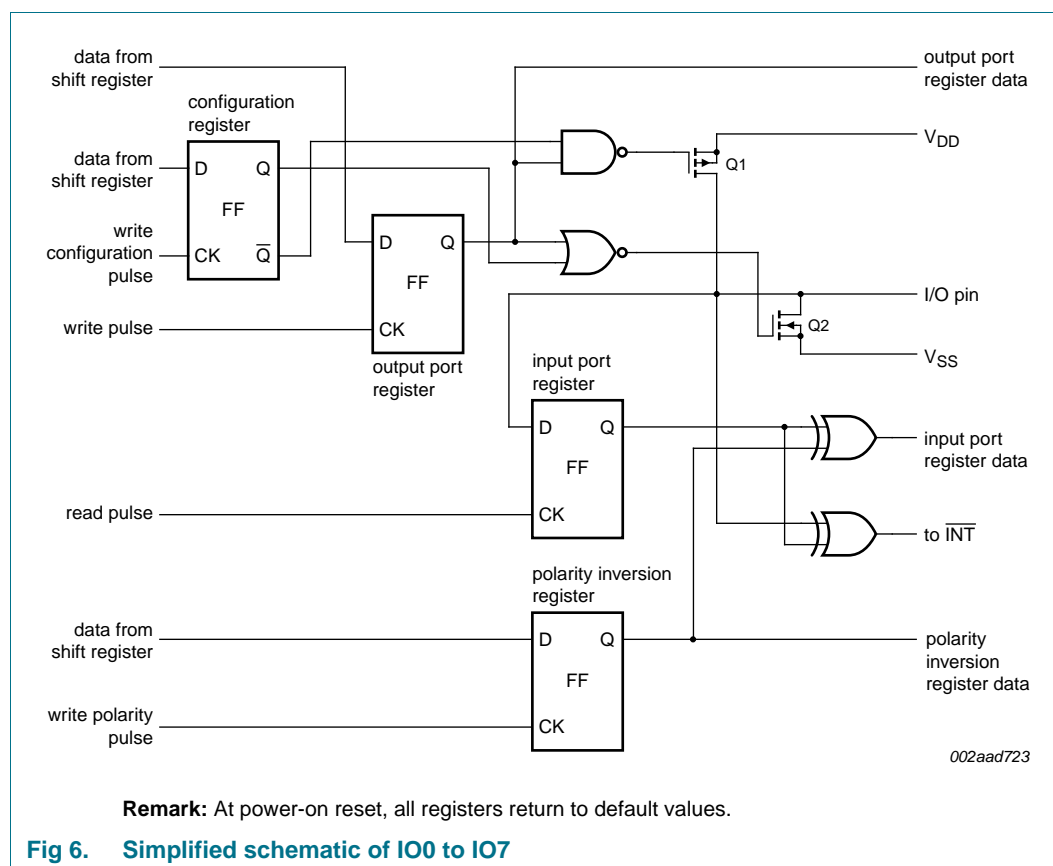 data from
shift register
output port
register data
configuration
register
V_DD
Q1
data from
shift register
D
Q
FF
write
configuration
pulse
CK
Q̅
D
Q
FF
CK
I/O pin
Q2
write pulse
output port
register
input port
register
V_SS
D
Q
FF
CK
input port
register data
read pulse
to I̅N̅T̅
polarity inversion
register
data from
shift register
D
Q
FF
CK
polarity
inversion
register data
write polarity
pulse
002aad723
Remark: At power-on reset, all registers return to default values.
Fig 6. Simplified schematic of IO0 to IO7